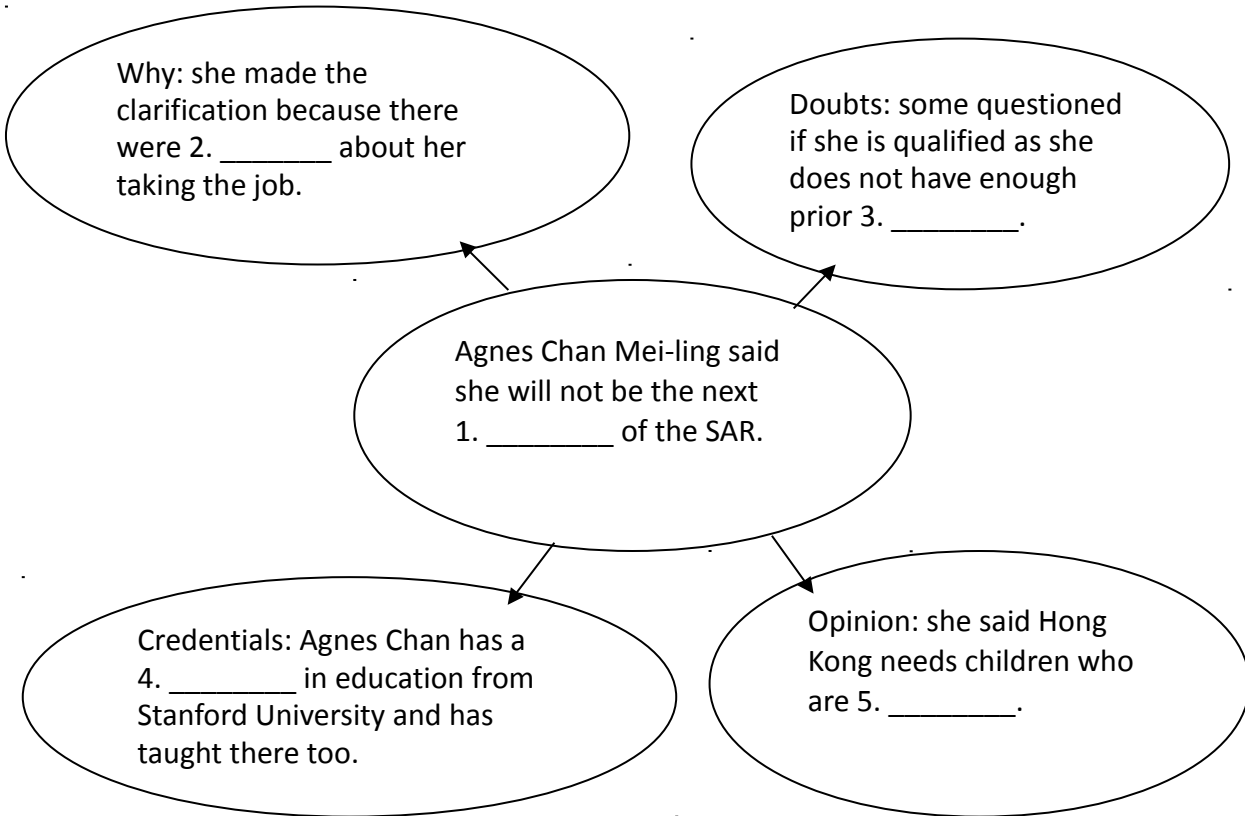 Why: she made the
clarification because there
were 2. _______ about her
taking the job.
Doubts: some questioned
if she is qualified as she
does not have enough
prior 3. ________.
Agnes Chan Mei-ling said
she will not be the next
1. ________ of the SAR.
Credentials: Agnes Chan has a
4. ________ in education from
Stanford University and has
taught there too.
Opinion: she said Hong
Kong needs children who
are 5. ________.